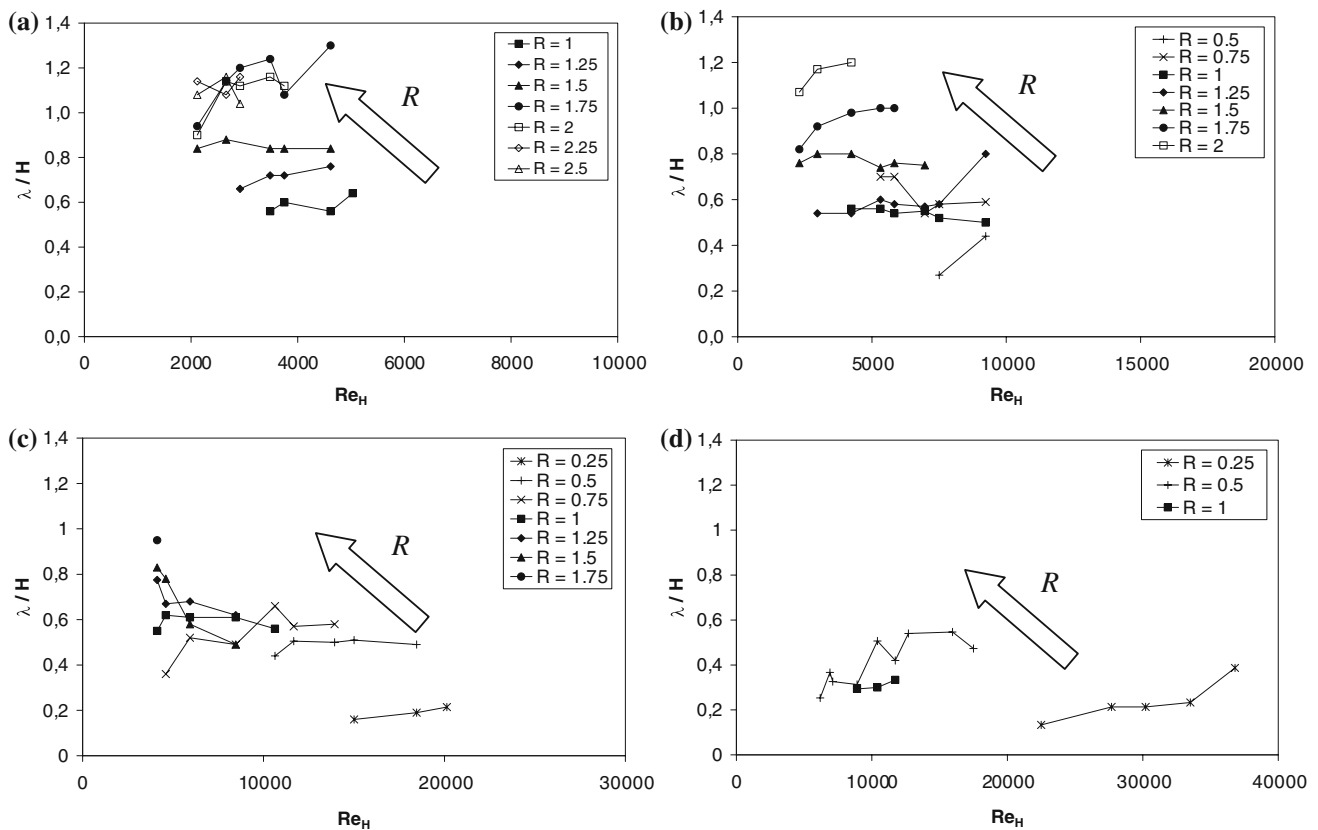 (a)
1,4
1,2
1,0
0,8
0,6
0,4
0,2
0,0
λ / H
0
2000
4000
6000
8000
10000
Re_H
R = 1
R = 1.25
R = 1.5
R = 1.75
R = 2
R = 2.25
R = 2.5
R
(b)
1,4
1,2
1,0
0,8
0,6
0,4
0,2
0,0
λ / H
0
5000
10000
15000
20000
Re_H
R = 0.5
R = 0.75
R = 1
R = 1.25
R = 1.5
R = 1.75
R = 2
R
(c)
1,4
1,2
1
0,8
0,6
0,4
0,2
0
λ / H
0
10000
20000
30000
Re_H
R = 0.25
R = 0.5
R = 0.75
R = 1
R = 1.25
R = 1.5
R = 1.75
R
(d)
1,4
1,2
1
0,8
0,6
0,4
0,2
0
λ / H
0
10000
20000
30000
40000
Re_H
R = 0.25
R = 0.5
R = 1
R